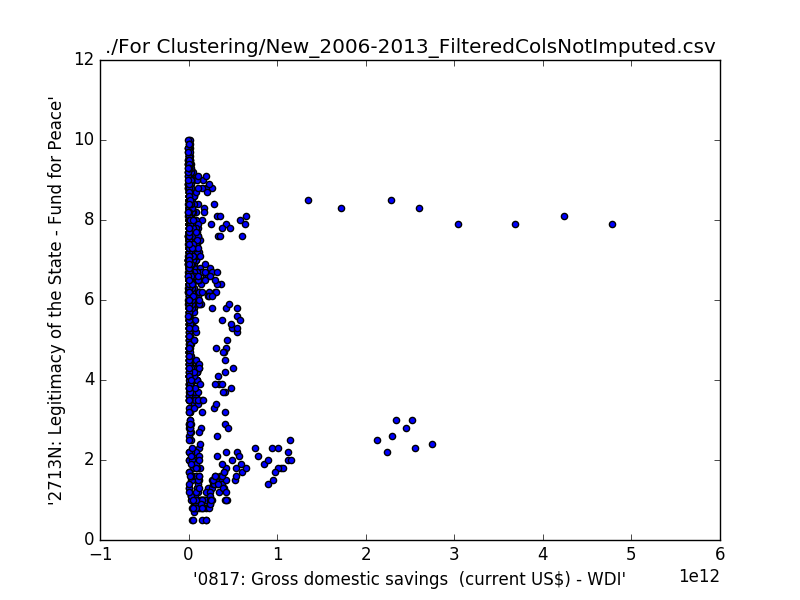 ./For Clustering/New_2006-2013_FilteredColsNotImputed.csv
12
10
8
6
4
2
0
'2713N: Legitimacy of the State - Fund for Peace'
−1 0 1 2 3 4 5 6
1e12
'0817: Gross domestic savings  (current US$) - WDI'